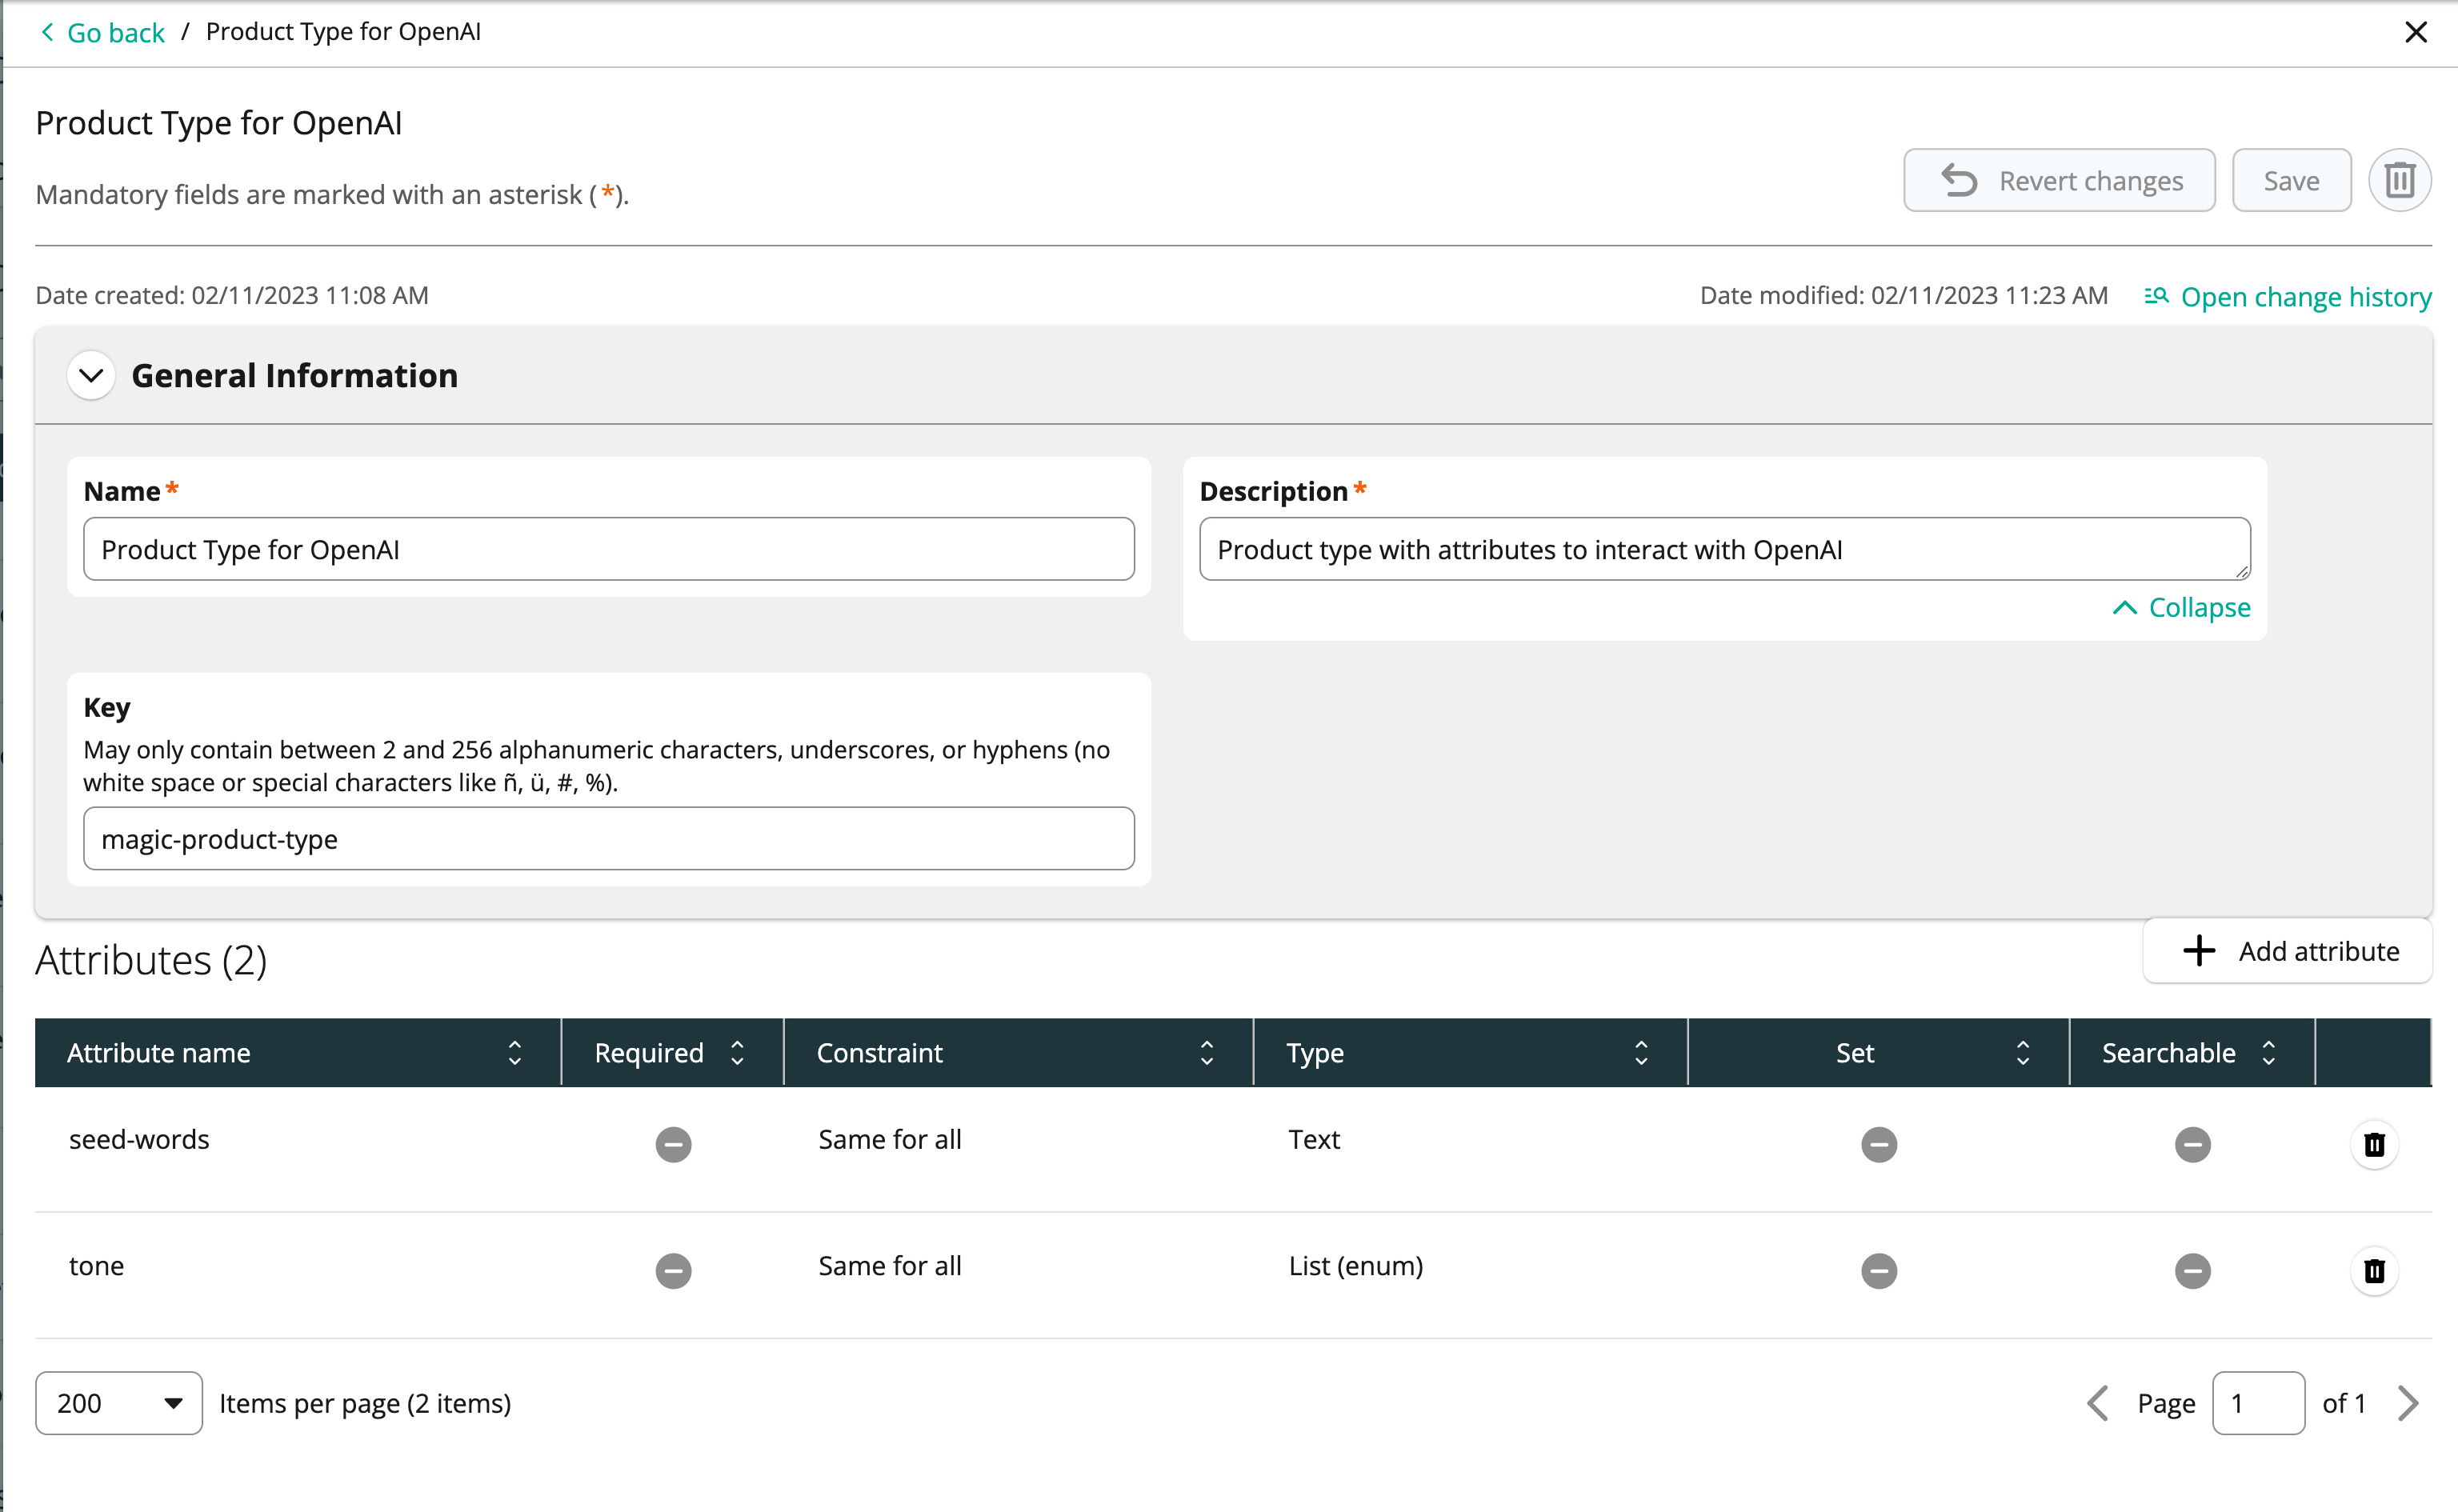 Go back / Product Type for OpenAI
Product Type for OpenAI
Mandatory fields are marked with an asterisk (*).
Revert changes
Save
Date created: 02/11/2023 11:08 AM
Date modified: 02/11/2023 11:23 AM
Open change history
General Information
Name *
Product Type for OpenAI
Description *
Product type with attributes to interact with OpenAI
Collapse
Key
May only contain between 2 and 256 alphanumeric characters, underscores, or hyphens (no
white space or special characters like ñ, ü, #, %).
magic-product-type
Attributes (2)
Add attribute
Attribute name Required Constraint Type Set Searchable
seed-words Same for all Text
tone Same for all List (enum)
200 Items per page (2 items)
Page 1 of 1